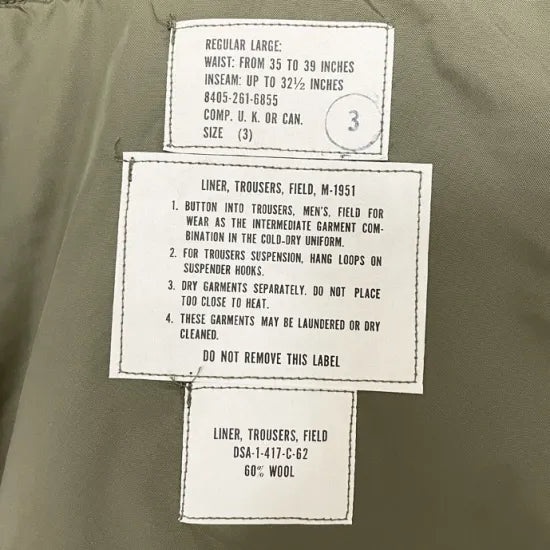 REGULAR LARGE:
WAIST: FROM 35 TO 39 INCHES
INSEAM: UP TO 32½ INCHES
8405-261-6855
COMP. U. K. OR CAN.
SIZE (3)
3
LINER, TROUSERS, FIELD, M-1951
1. BUTTON INTO TROUSERS, MEN'S, FIELD FOR
WEAR AS THE INTERMEDIATE GARMENT COM-
BINATION IN THE COLD-DRY UNIFORM.
2. FOR TROUSERS SUSPENSION, HANG LOOPS ON
SUSPENDER HOOKS.
3. DRY GARMENTS SEPARATELY. DO NOT PLACE
TOO CLOSE TO HEAT.
4. THESE GARMENTS MAY BE LAUNDERED OR DRY
CLEANED.
DO NOT REMOVE THIS LABEL
LINER, TROUSERS, FIELD
DSA-1-417-C-62
60% WOOL